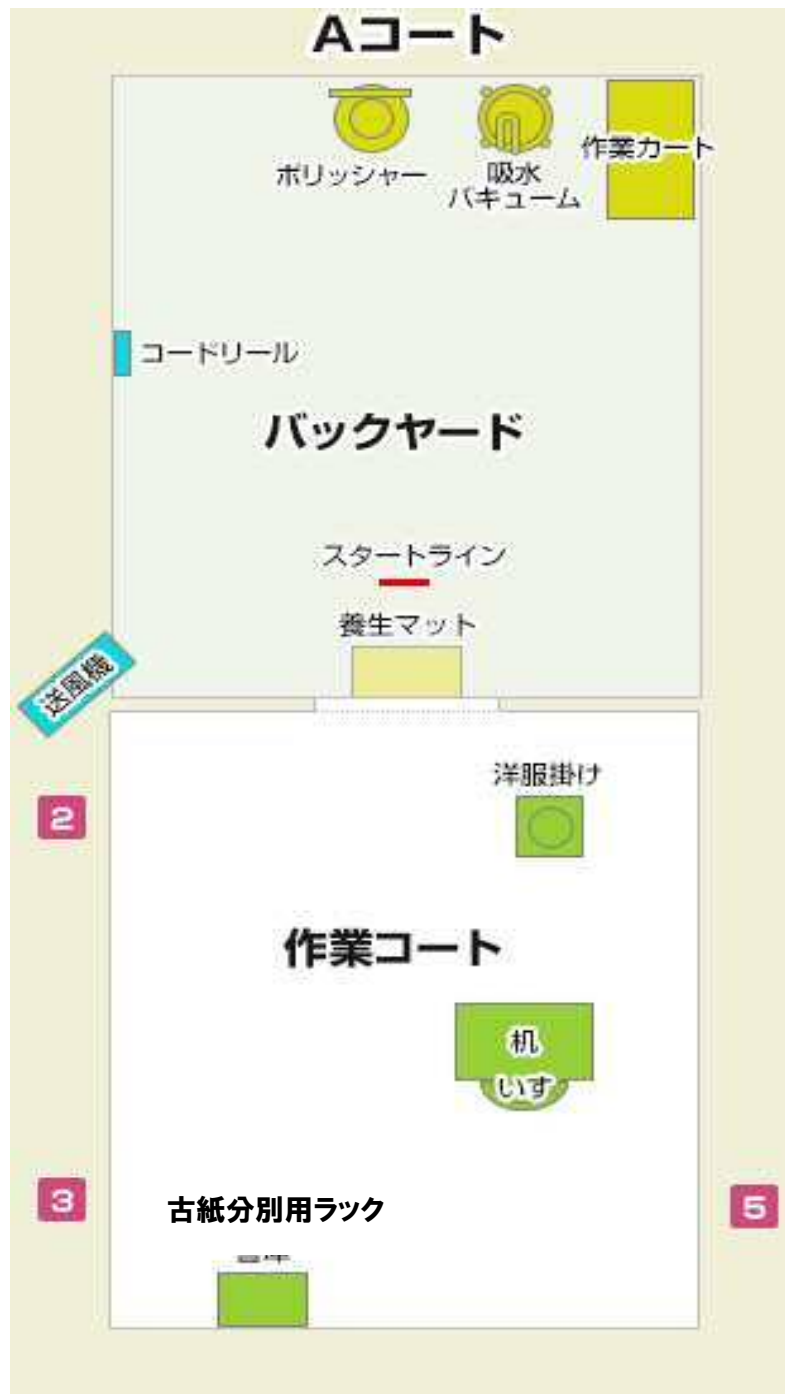 Aコート
ポリッシャー
吸水
バキューム
作業カート
コードリール
バックヤード
スタートライン
養生マット
送風機
2
洋服掛け
作業コート
机
いす
3
古紙分別用ラック
5